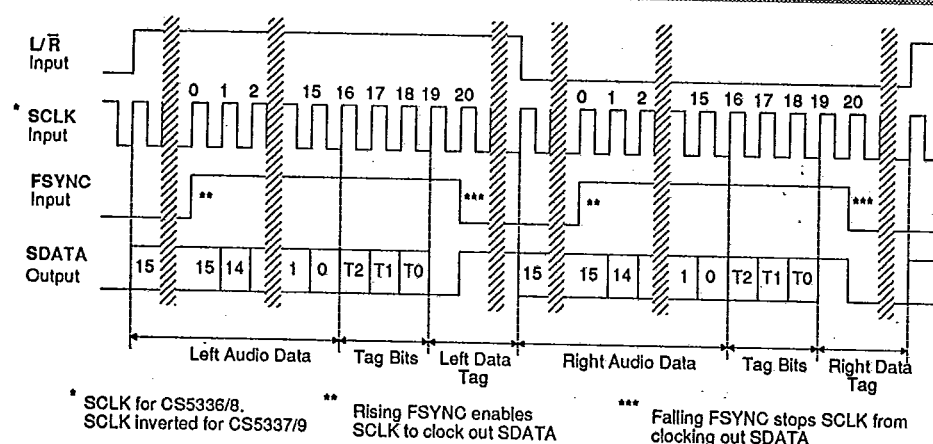 L/R̅
Input
0 1 2 15 16 17 18 19 20 0 1 2 15 16 17 18 19 20
* SCLK
Input
FSYNC
Input
** *** ** ***
SDATA
Output
15 15 14 1 0 T2 T1 T0 15 15 14 1 0 T2 T1 T0
Left Audio Data Tag Bits Left Data Tag Right Audio Data Tag Bits Right Data Tag
* SCLK for CS5336/8.
SCLK inverted for CS5337/9
** Rising FSYNC enables
SCLK to clock out SDATA
*** Falling FSYNC stops SCLK from
clocking out SDATA